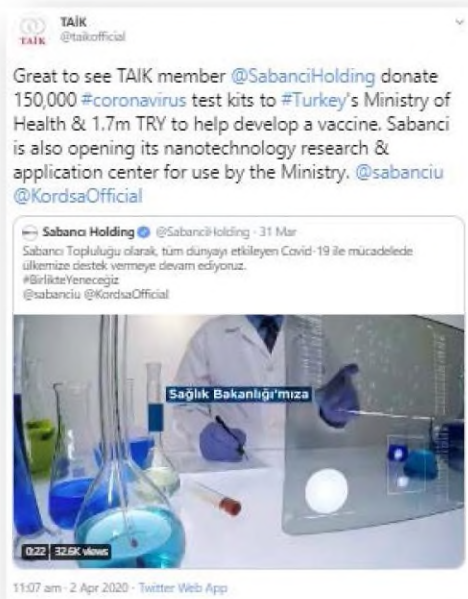 TAİK
@taikofficial
TAİK
Great to see TAIK member @SabanciHolding donate
150,000 #coronavirus test kits to #Turkey's Ministry of
Health & 1.7m TRY to help develop a vaccine. Sabanci
is also opening its nanotechnology research &
application center for use by the Ministry. @sabanciu
@KordsaOfficial
Sabancı Holding @SabanciHolding · 31 Mar
Sabancı Topluluğu olarak, tüm dünyayı etkileyen Covid-19 ile mücadelede
ülkemize destek vermeye devam ediyoruz.
#BirlikteYeneceğiz
@sabanciu @KordsaOfficial
Sağlık Bakanlığı'mıza
0:22 32.6K views
11:07 am · 2 Apr 2020 · Twitter Web App